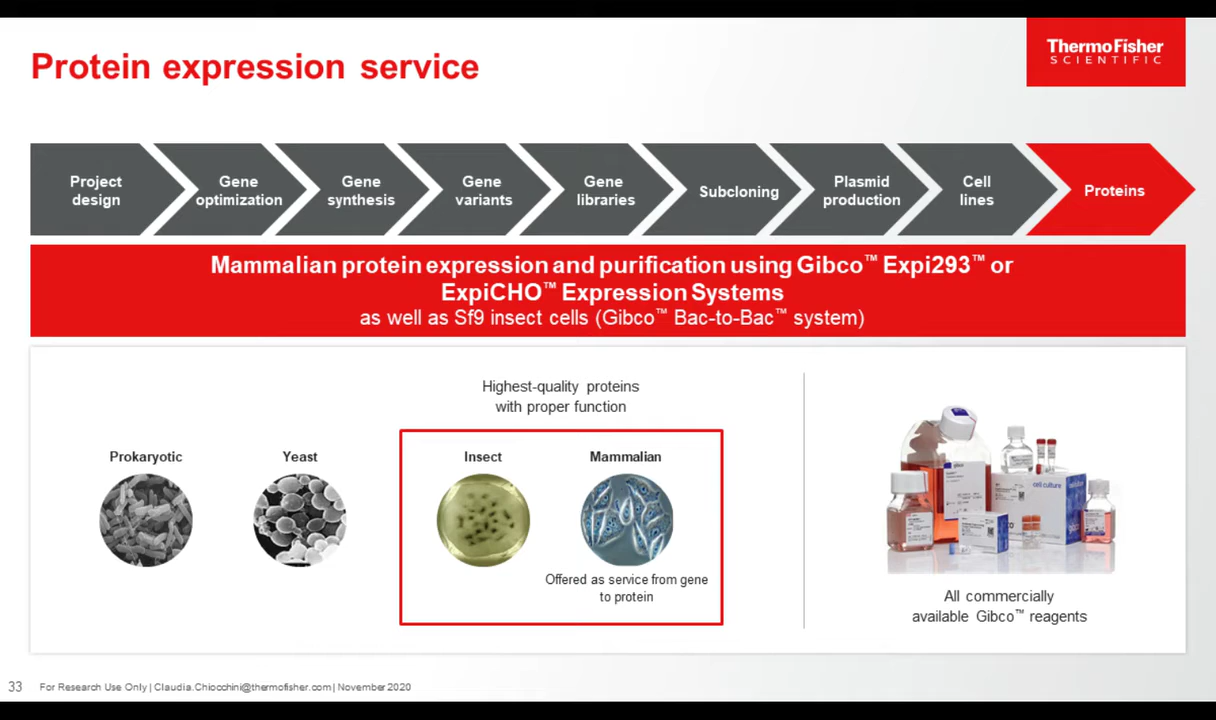 Protein expression service
ThermoFisher
SCIENTIFIC
Project
design
Gene
optimization
Gene
synthesis
Gene
variants
Gene
libraries
Subcloning
Plasmid
production
Cell
lines
Proteins
Mammalian protein expression and purification using Gibco™ Expi293™ or
ExpiCHO™ Expression Systems
as well as Sf9 insect cells (Gibco™ Bac-to-Bac™ system)
Highest-quality proteins
with proper function
Prokaryotic
Yeast
Insect
Mammalian
Offered as service from gene
to protein
gibco
cell culture
gibco
All commercially
available Gibco™ reagents
33 For Research Use Only | Claudia.Chiocchini@thermofisher.com | November 2020